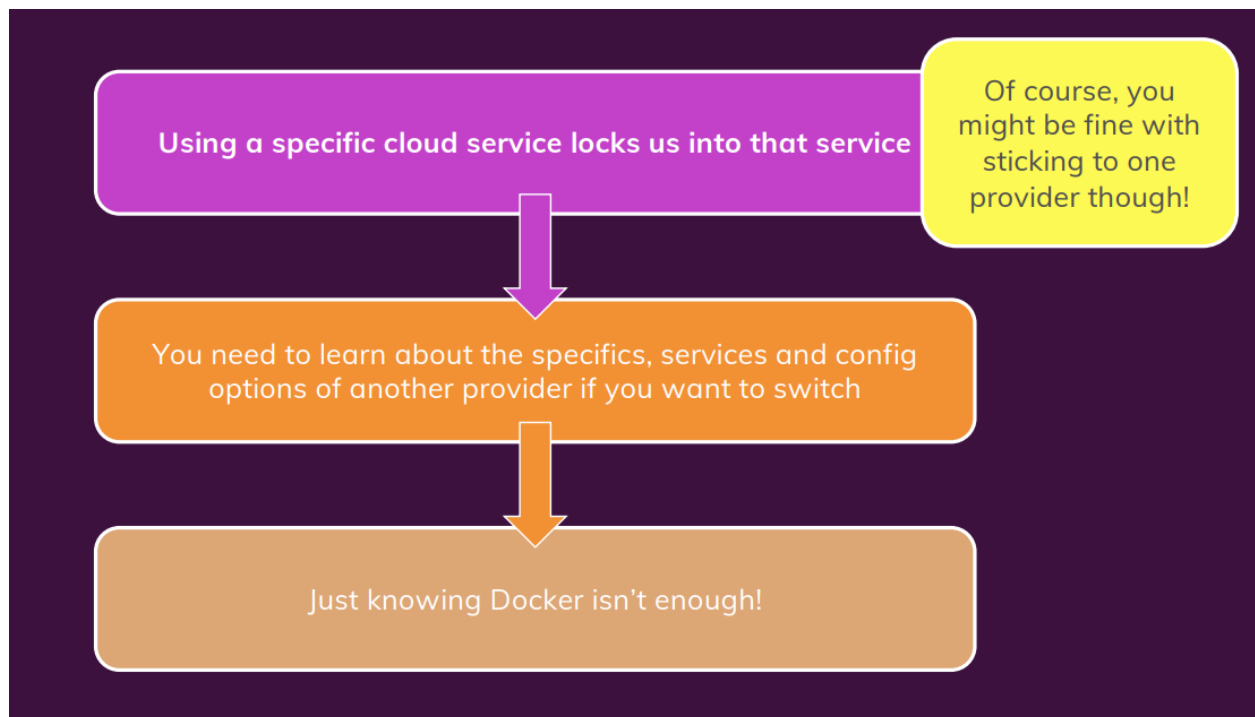 Using a specific cloud service locks us into that service
Of course, you
might be fine with
sticking to one
provider though!
You need to learn about the specifics, services and config
options of another provider if you want to switch
Just knowing Docker isn’t enough!